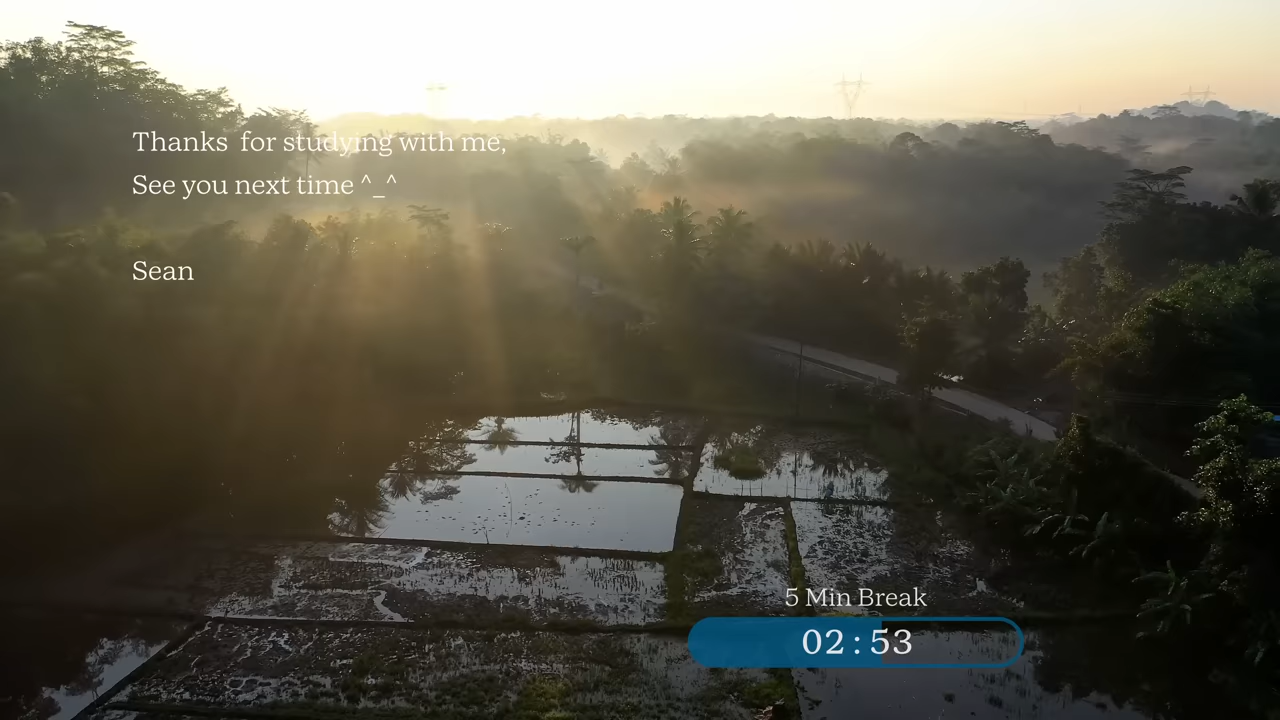 Thanks  for studying with me,
See you next time ^_^
Sean
5 Min Break
02 : 53